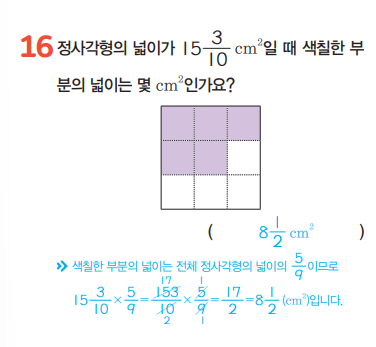 16 정사각형의 넓이가 15 3/10 cm²일 때 색칠한 부
분의 넓이는 몇 cm²인가요?
( 8 1/2 cm² )
≫ 색칠한 부분의 넓이는 전체 정사각형의 넓이의 5/9이므로
15 3/10 × 5/9 = 153/10 × 5/9 = 17/2 = 8 1/2 (cm²)입니다.
17 1
2 1